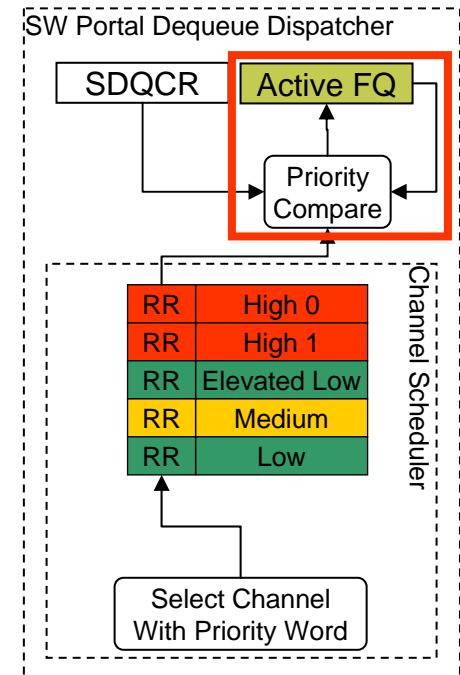 SW Portal Dequeue Dispatcher
SDQCR
Active FQ
Priority
Compare
Channel Scheduler
RR High 0
RR High 1
RR Elevated Low
RR Medium
RR Low
Select Channel
With Priority Word